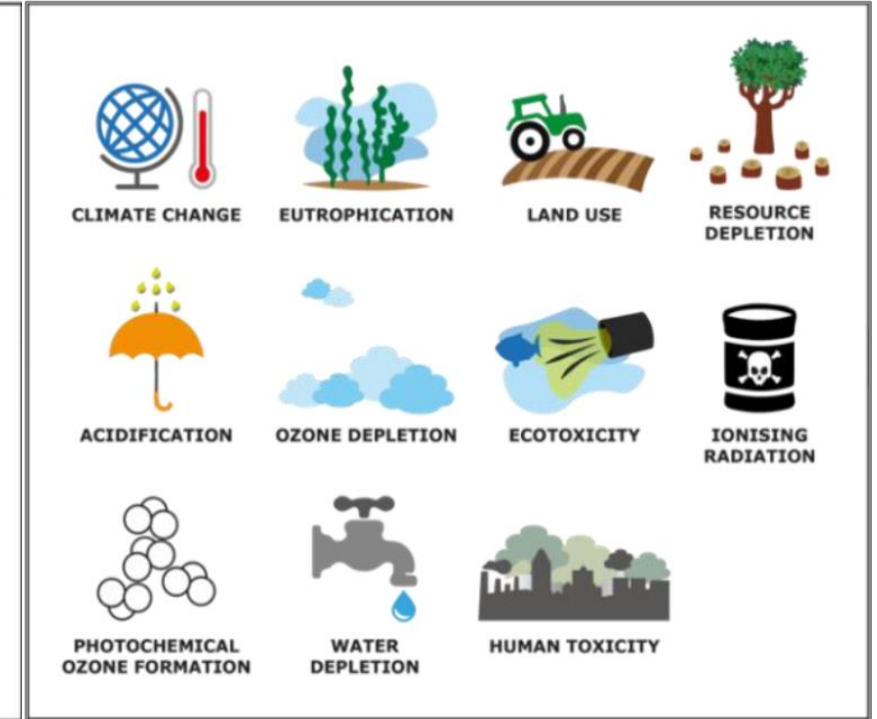 CLIMATE CHANGE
EUTROPHICATION
LAND USE
RESOURCE
DEPLETION
ACIDIFICATION
OZONE DEPLETION
ECOTOXICITY
IONISING
RADIATION
PHOTOCHEMICAL
OZONE FORMATION
WATER
DEPLETION
HUMAN TOXICITY